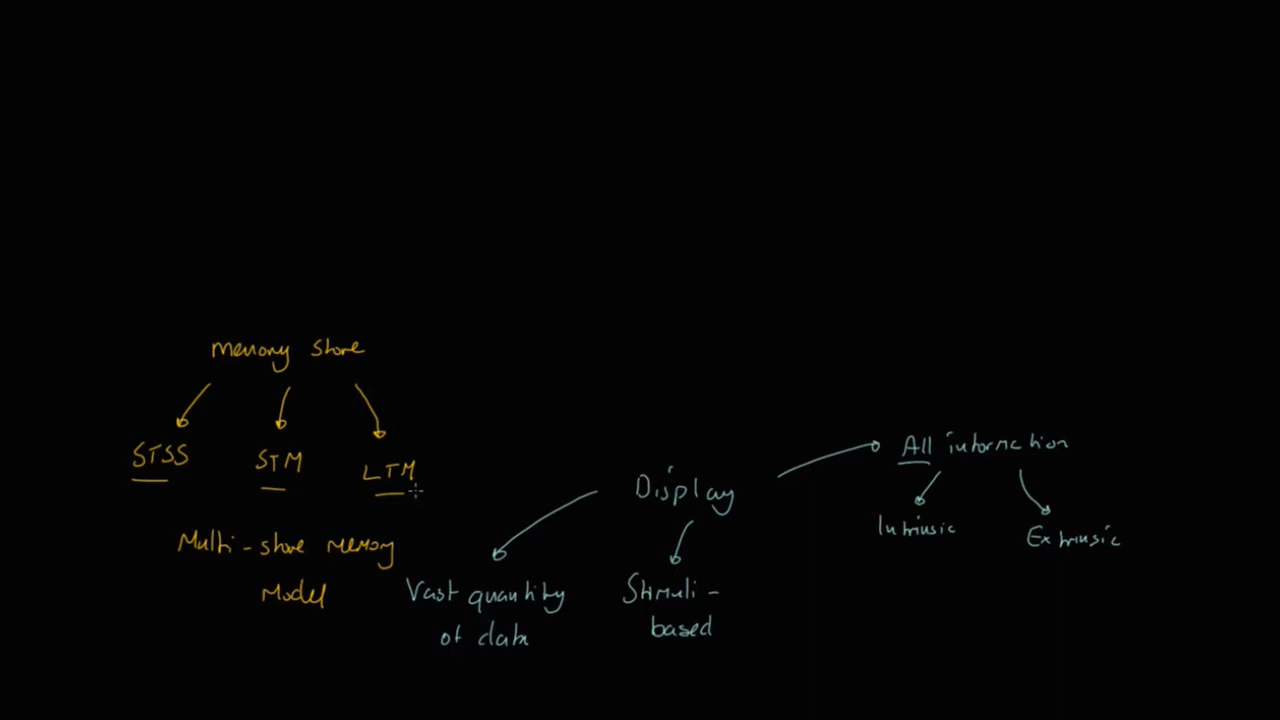 Memory store
STSS
STM
LTM
Multi-store memory
Model
Display
Vast quantity
of data
Stimuli-
based
All information
Intrinsic
Extrinsic